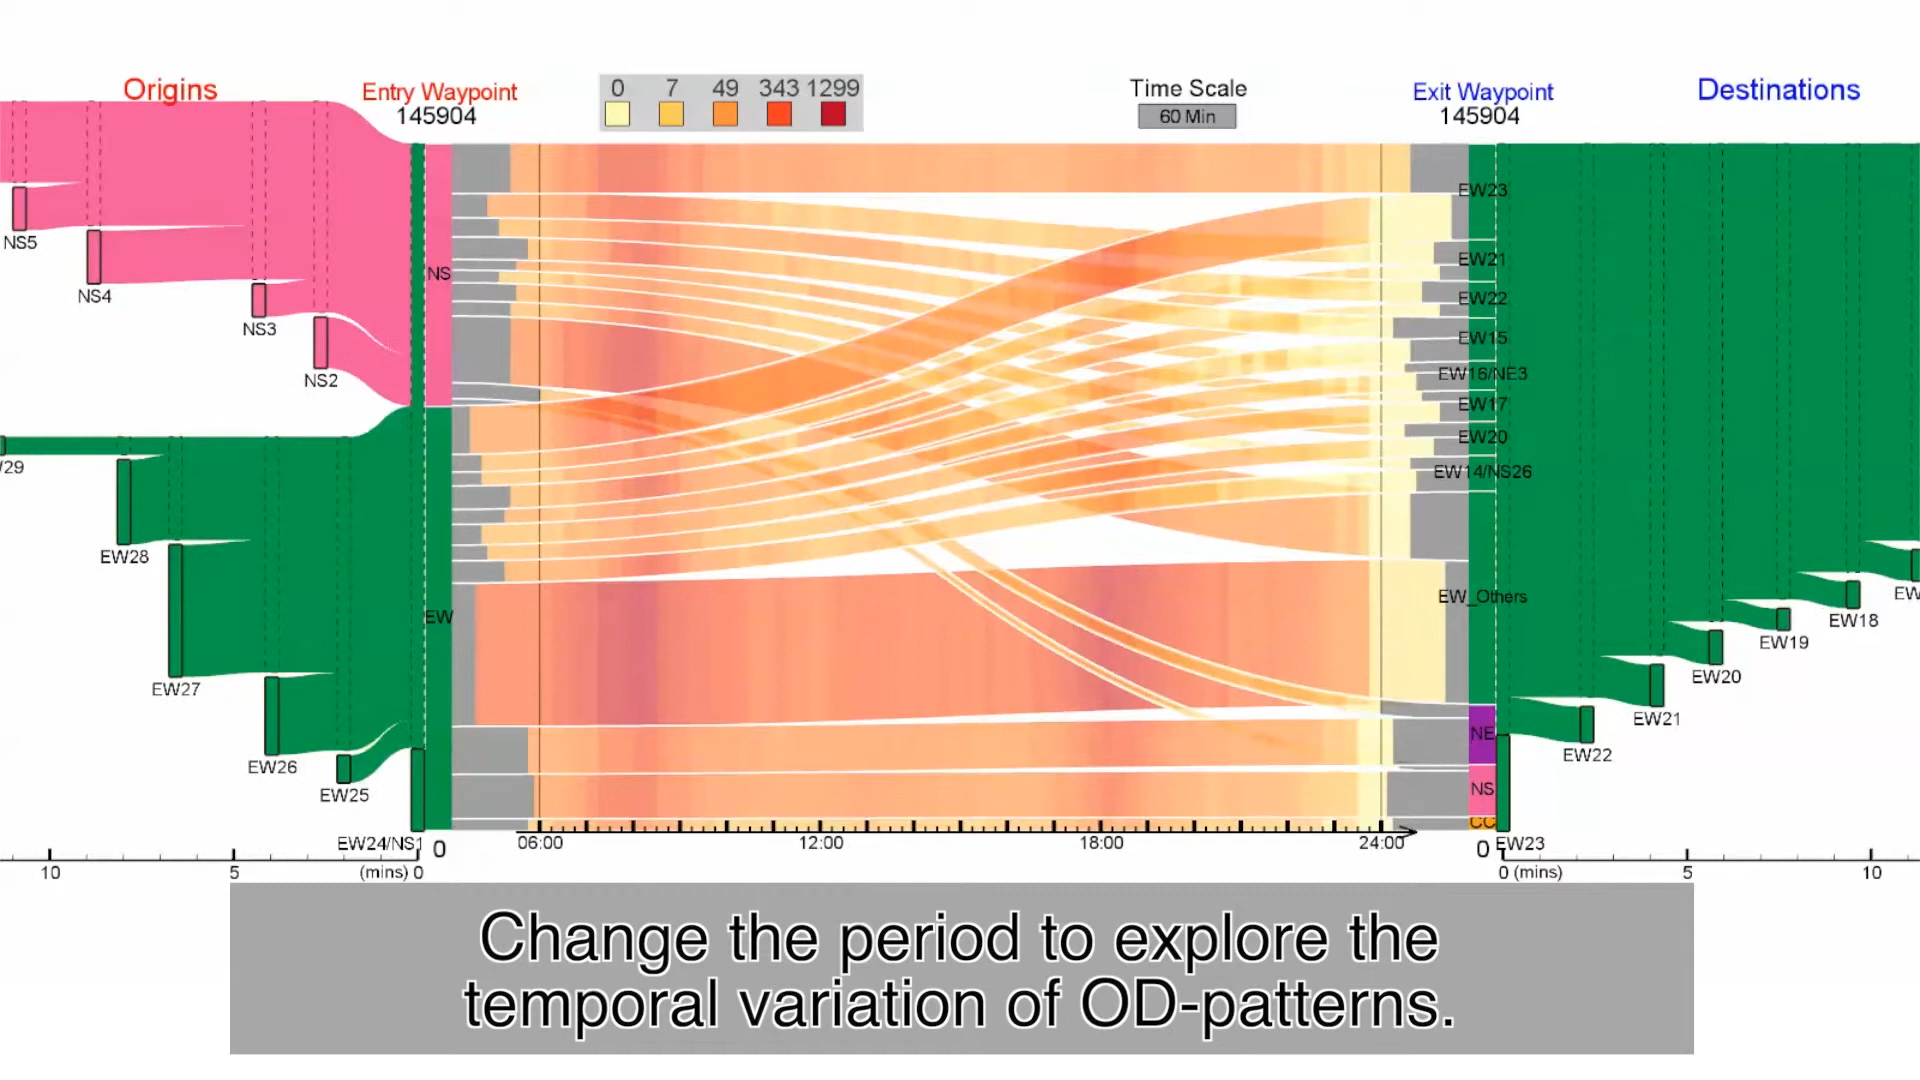 Origins
Entry Waypoint
145904
0 7 49 343 1299
Time Scale
60 Min
Exit Waypoint
145904
Destinations
NS5
NS4
NS3
NS2
NS
EW23
EW21
EW22
EW15
EW16/NE3
EW17
EW20
EW14/NS26
EW_Others
EW
NE
NS
CC
EW28
EW27
EW26
EW25
EW24/NS1
EW18
EW19
EW20
EW21
EW22
EW23
0
06:00 12:00 18:00 24:00
0
10 5 (mins) 0
0 (mins) 5 10
Change the period to explore the
temporal variation of OD-patterns.